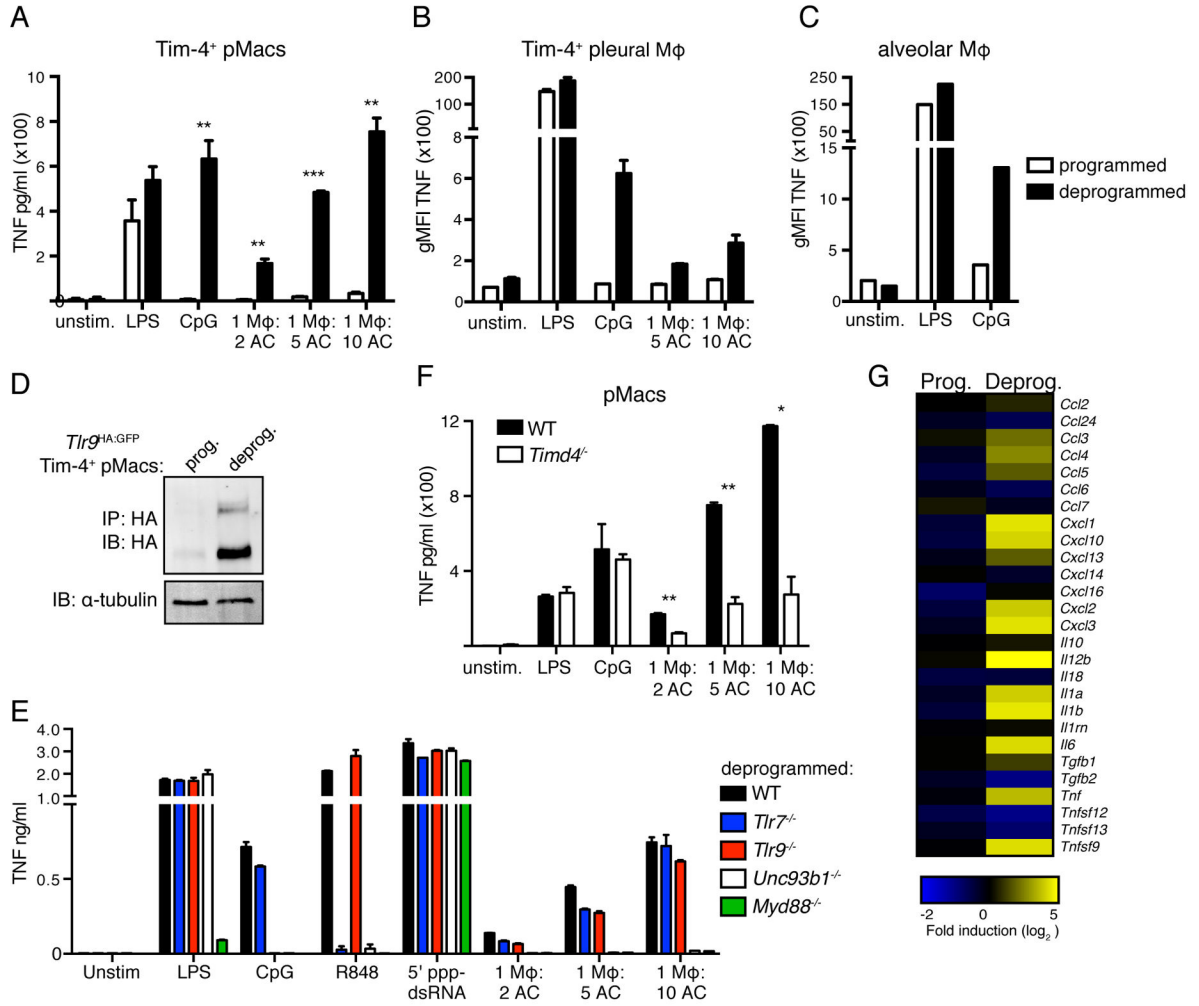 A
Tim-4⁺ pMacs
TNF pg/ml (x100)
10
8
6
4
2
0
**
**
***
**
unstim.
LPS
CpG
1 Mφ:
2 AC
1 Mφ:
5 AC
1 Mφ:
10 AC
B
Tim-4⁺ pleural Mφ
gMFI TNF (x100)
200
150
100
50
8
6
4
2
0
unstim.
LPS
CpG
1 Mφ:
5 AC
1 Mφ:
10 AC
C
alveolar Mφ
gMFI TNF (x100)
250
150
50
15
10
5
0
unstim.
LPS
CpG
programmed
deprogrammed
D
Tlr9ᴴᴬ:ᴳᶠᴾ
Tim-4⁺ pMacs:
prog.
deprog.
IP: HA
IB: HA
IB: α-tubulin
F
pMacs
WT
Timd4⁻/⁻
TNF pg/ml (x100)
12
8
4
**
**
*
unstim.
LPS
CpG
1 Mφ:
2 AC
1 Mφ:
5 AC
1 Mφ:
10 AC
G
Prog. Deprog.
Ccl2
Ccl24
Ccl3
Ccl4
Ccl5
Ccl6
Ccl7
Cxcl1
Cxcl10
Cxcl13
Cxcl14
Cxcl16
Cxcl2
Cxcl3
Il10
Il12b
Il18
Il1a
Il1b
Il1rn
Il6
Tgfb1
Tgfb2
Tnf
Tnfsf12
Tnfsf13
Tnfsf9
-2 0 5
Fold induction (log₂)
E
TNF ng/ml
4.0
3.0
2.0
1.0
0.5
0
Unstim
LPS
CpG
R848
5' ppp-
dsRNA
1 Mφ:
2 AC
1 Mφ:
5 AC
1 Mφ:
10 AC
deprogrammed:
WT
Tlr7⁻/⁻
Tlr9⁻/⁻
Unc93b1⁻/⁻
Myd88⁻/⁻